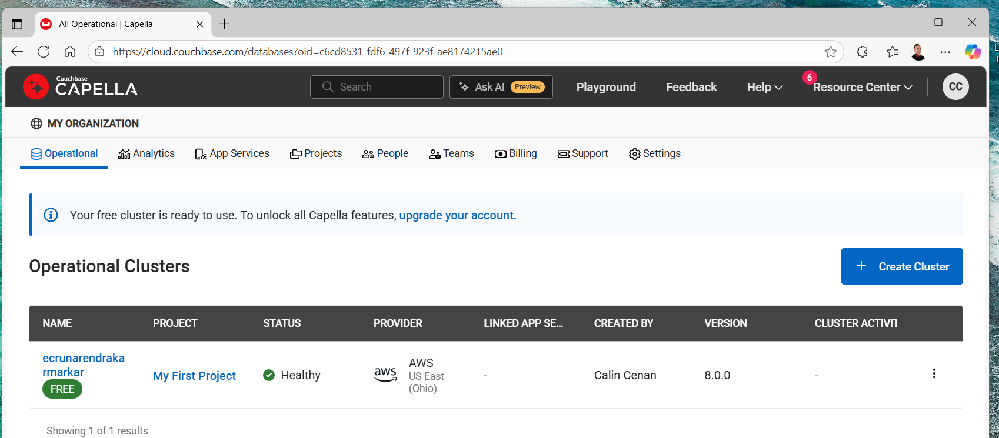 All Operational | Capella
https://cloud.couchbase.com/databases?oid=c6cd8531-fdf6-497f-923f-ae8174215ae0
Couchbase
CAPELLA
Search
Ask AI Preview
Playground
Feedback
Help
6
Resource Center
CC
MY ORGANIZATION
Operational Analytics App Services Projects People Teams Billing Support Settings
Your free cluster is ready to use. To unlock all Capella features, upgrade your account.
Operational Clusters
+ Create Cluster
NAME PROJECT STATUS PROVIDER LINKED APP SE... CREATED BY VERSION CLUSTER ACTIVIT
ecrunarendraka
rmarkar
FREE
My First Project
Healthy
aws
AWS
US East
(Ohio)
-
Calin Cenan
8.0.0
-
Showing 1 of 1 results